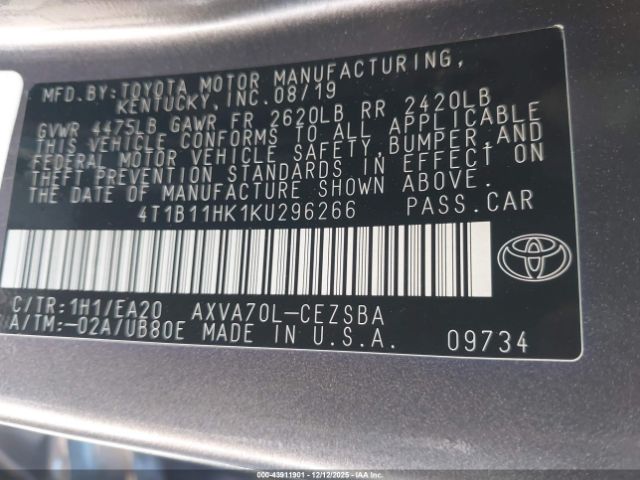 MFD.BY:TOYOTA MOTOR MANUFACTURING,
KENTUCKY,INC.08/19
GVWR 4475LB GAWR FR 2620LB RR 2420LB
THIS VEHICLE CONFORMS TO ALL APPLICABLE
FEDERAL MOTOR VEHICLE SAFETY,BUMPER,AND
THEFT PREVENTION STANDARDS IN EFFECT ON
THE DATE OF MANUFACTURE SHOWN ABOVE.
4T1B11HK1KU296266 PASS.CAR
C/TR:1H1/EA20 AXVA70L-CEZSBA
A/TM:-02A/UB80E MADE IN U.S.A.
09734
STOCK: 43911901 - 12/12/2025 - IAA INC.